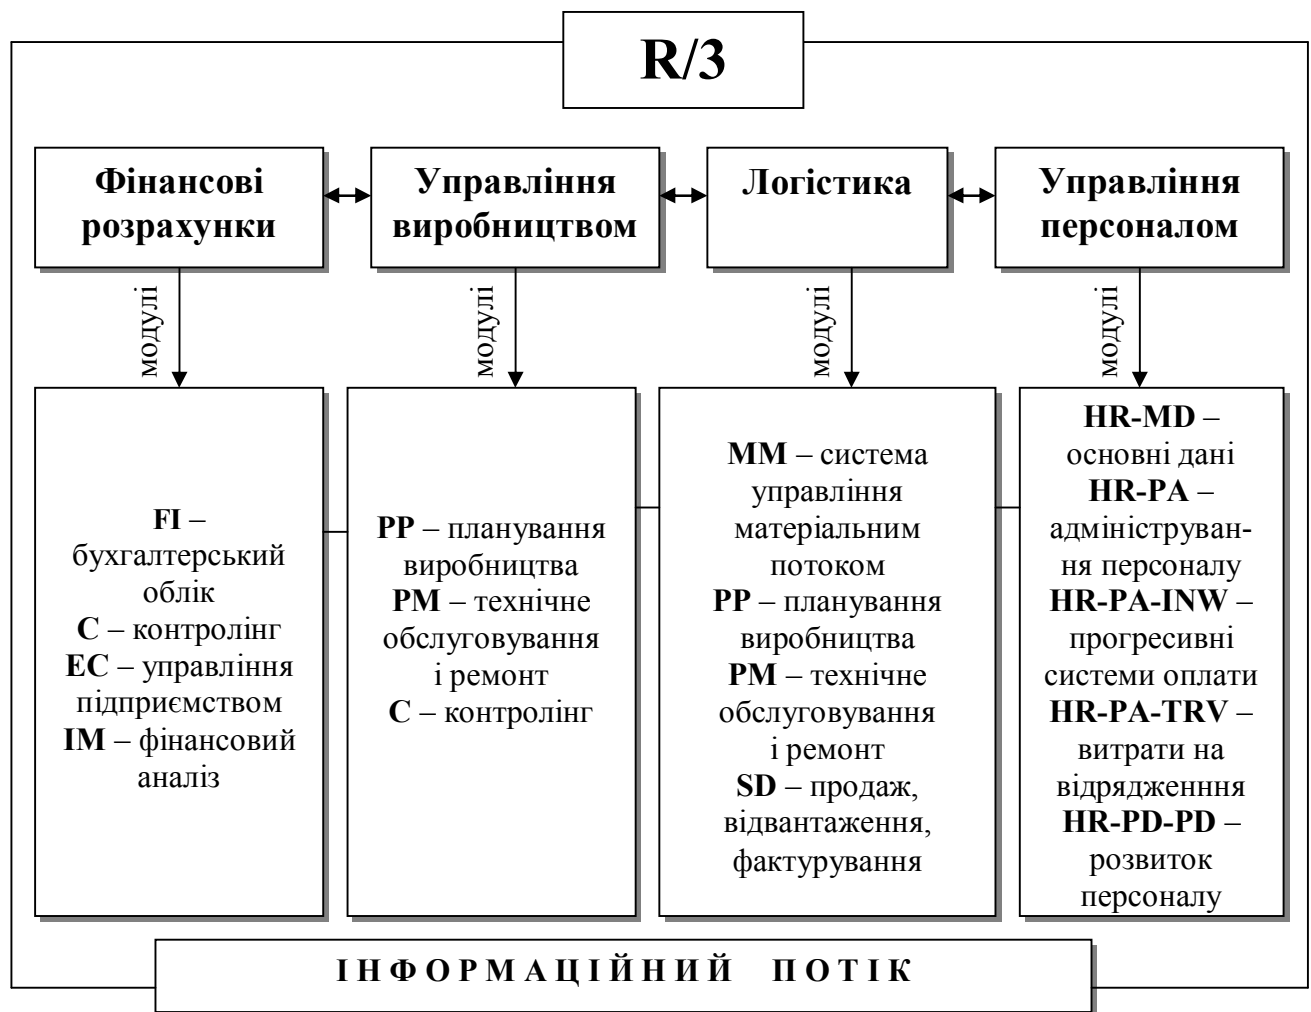 R/3
Фінансові
розрахунки
Управління
виробництвом
Логістика
Управління
персоналом
модулі
модулі
модулі
модулі
FI –
бухгалтерський
облік
C – контролінг
EC – управління
підприємством
IM – фінансовий
аналіз
PP – планування
виробництва
PM – технічне
обслуговування
і ремонт
C – контролінг
MM – система
управління
матеріальним
потоком
PP – планування
виробництва
PM – технічне
обслуговування
і ремонт
SD – продаж,
відвантаження,
фактурування
HR-MD –
основні дані
HR-PA –
адмініструван-
ня персоналу
HR-PA-INW –
прогресивні
системи оплати
HR-PA-TRV –
витрати на
відрядженння
HR-PD-PD –
розвиток
персоналу
І Н Ф О Р М А Ц І Й Н И Й П О Т І К